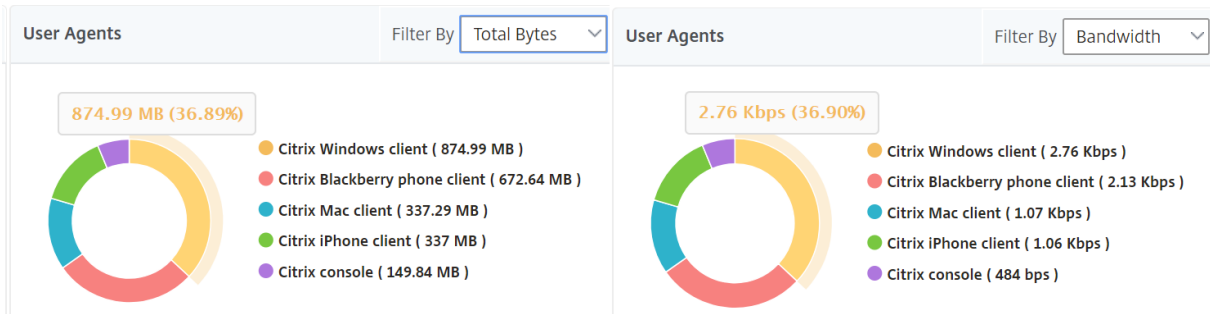 User Agents
Filter By Total Bytes
874.99 MB (36.89%)
Citrix Windows client ( 874.99 MB )
Citrix Blackberry phone client ( 672.64 MB )
Citrix Mac client ( 337.29 MB )
Citrix iPhone client ( 337 MB )
Citrix console ( 149.84 MB )
User Agents
Filter By Bandwidth
2.76 Kbps (36.90%)
Citrix Windows client ( 2.76 Kbps )
Citrix Blackberry phone client ( 2.13 Kbps )
Citrix Mac client ( 1.07 Kbps )
Citrix iPhone client ( 1.06 Kbps )
Citrix console ( 484 bps )